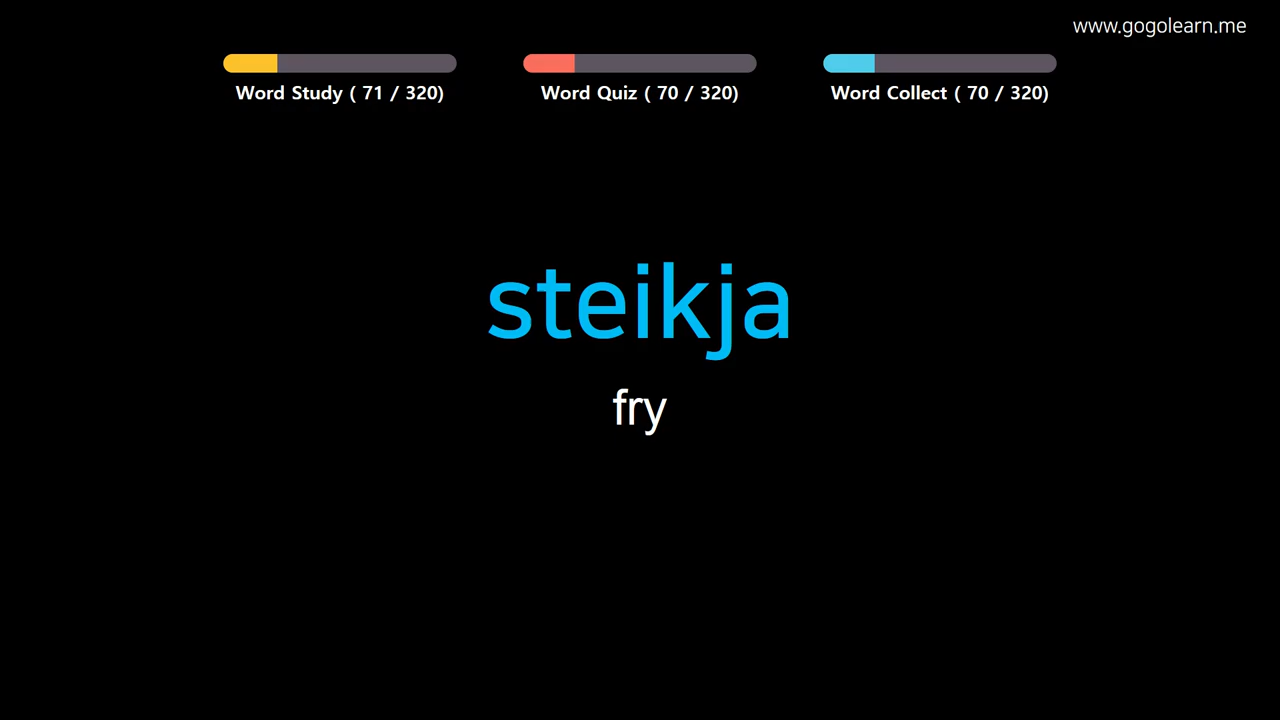 www.gogolearn.me
Word Study ( 71 / 320)
Word Quiz ( 70 / 320)
Word Collect ( 70 / 320)
steikja
fry